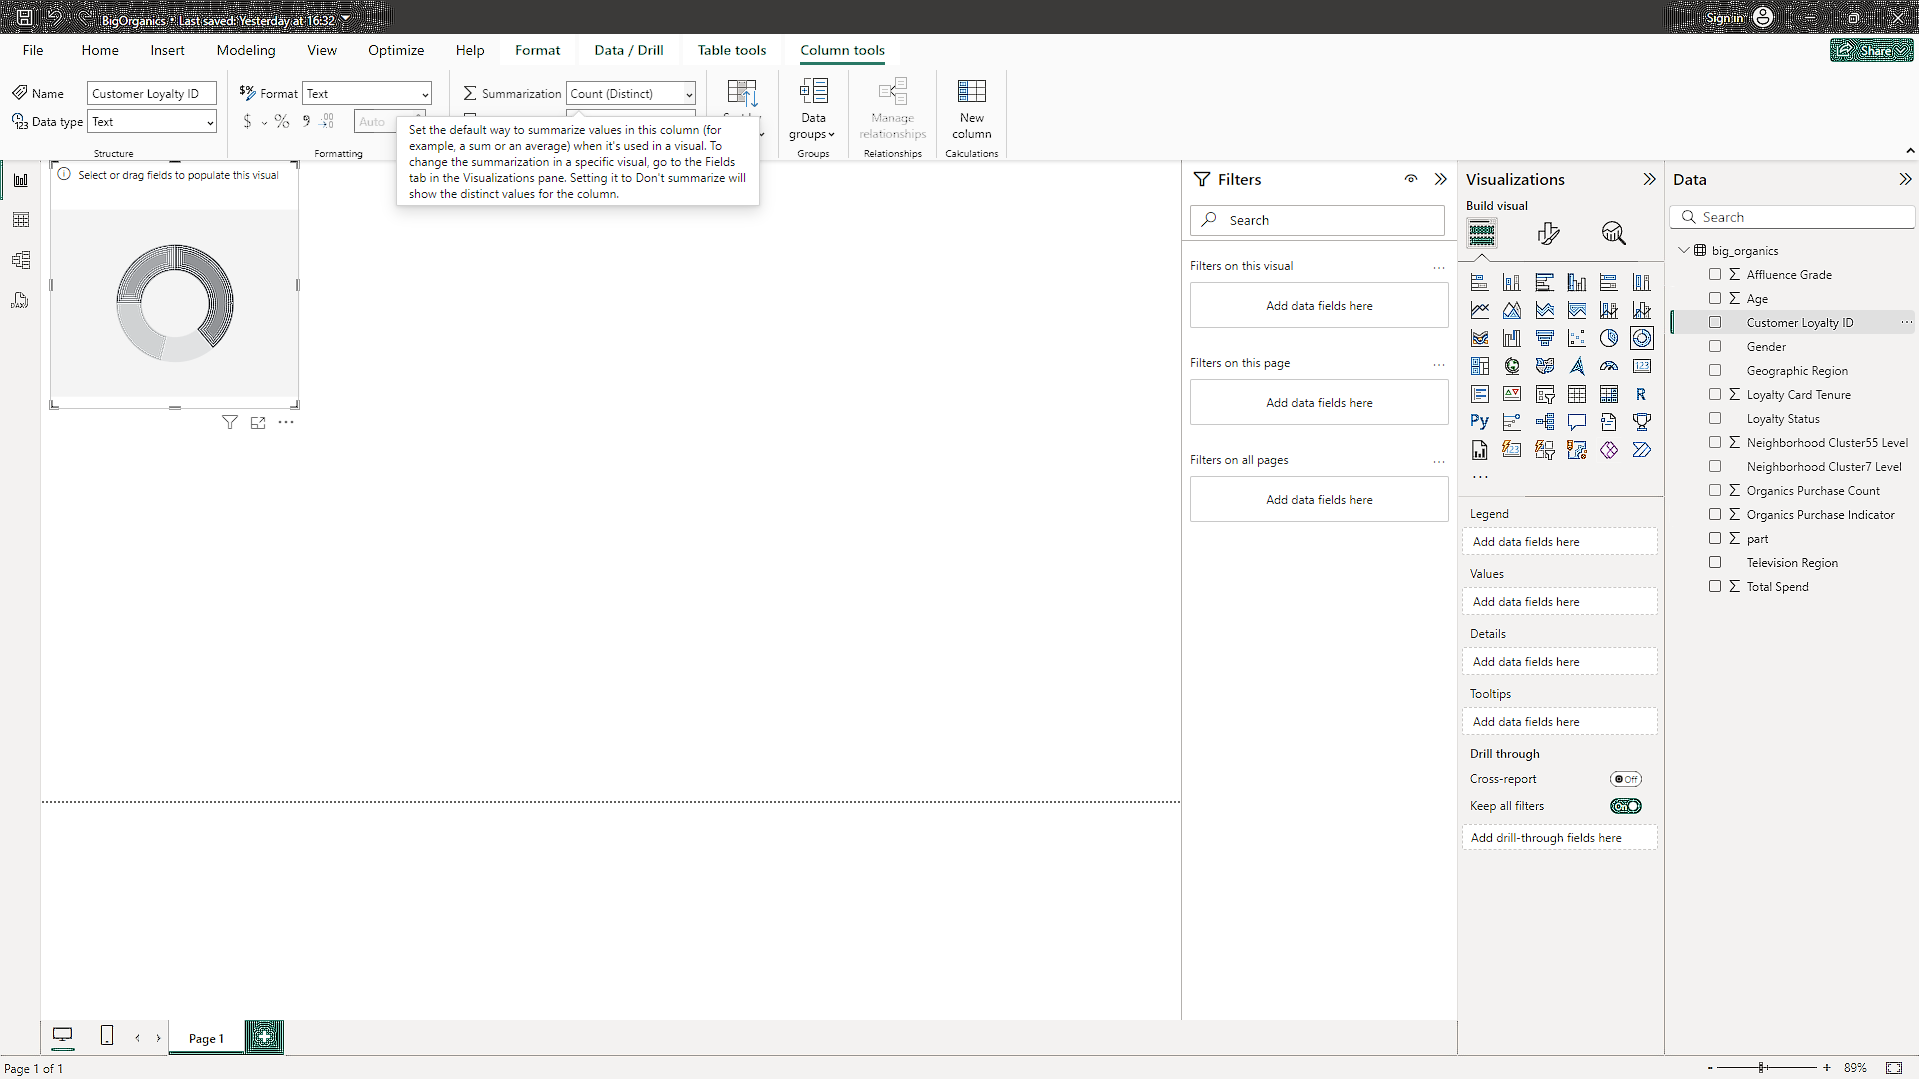 BigOrganics • Last saved: Yesterday at 16:32
Sign in
File
Home
Insert
Modeling
View
Optimize
Help
Format
Data / Drill
Table tools
Column tools
Share
Name
Customer Loyalty ID
Data type
Text
Structure
Format
Text
$
%
Auto
Formatting
Summarization
Count (Distinct)
Set the default way to summarize values in this column (for
example, a sum or an average) when it's used in a visual. To
change the summarization in a specific visual, go to the Fields
tab in the Visualizations pane. Setting it to Don't summarize will
show the distinct values for the column.
Data
groups
Groups
Manage
relationships
Relationships
New
column
Calculations
Select or drag fields to populate this visual
Filters
Search
Filters on this visual
Add data fields here
Filters on this page
Add data fields here
Filters on all pages
Add data fields here
Visualizations
Build visual
123
R
Py
123
Legend
Add data fields here
Values
Add data fields here
Details
Add data fields here
Tooltips
Add data fields here
Drill through
Cross-report
Off
Keep all filters
On
Add drill-through fields here
Data
Search
big_organics
Affluence Grade
Age
Customer Loyalty ID
Gender
Geographic Region
Loyalty Card Tenure
Loyalty Status
Neighborhood Cluster55 Level
Neighborhood Cluster7 Level
Organics Purchase Count
Organics Purchase Indicator
part
Television Region
Total Spend
DAX
Page 1
Page 1 of 1
- + 89%